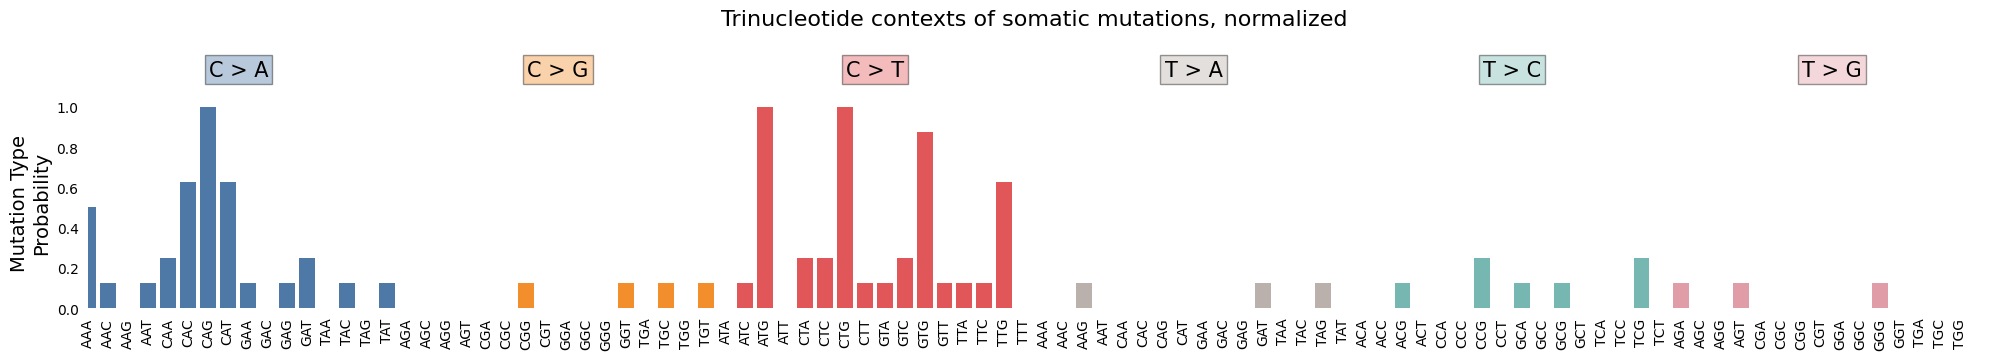 Trinucleotide contexts of somatic mutations, normalized
C > A
C > G
C > T
T > A
T > C
T > G
Mutation Type
Probability
1.0
0.8
0.6
0.4
0.2
0.0
AAA
AAC
AAG
AAT
CAA
CAC
CAG
CAT
GAA
GAC
GAG
GAT
TAA
TAC
TAG
TAT
AGA
AGC
AGG
AGT
CGA
CGC
CGG
CGT
GGA
GGC
GGG
GGT
TGA
TGC
TGG
TGT
ATA
ATC
ATG
ATT
CTA
CTC
CTG
CTT
GTA
GTC
GTG
GTT
TTA
TTC
TTG
TTT
AAA
AAC
AAG
AAT
CAA
CAC
CAG
CAT
GAA
GAC
GAG
GAT
TAA
TAC
TAG
TAT
ACA
ACC
ACG
ACT
CCA
CCC
CCG
CCT
GCA
GCC
GCG
GCT
TCA
TCC
TCG
TCT
AGA
AGC
AGG
AGT
CGA
CGC
CGG
CGT
GGA
GGC
GGG
GGT
TGA
TGC
TGG